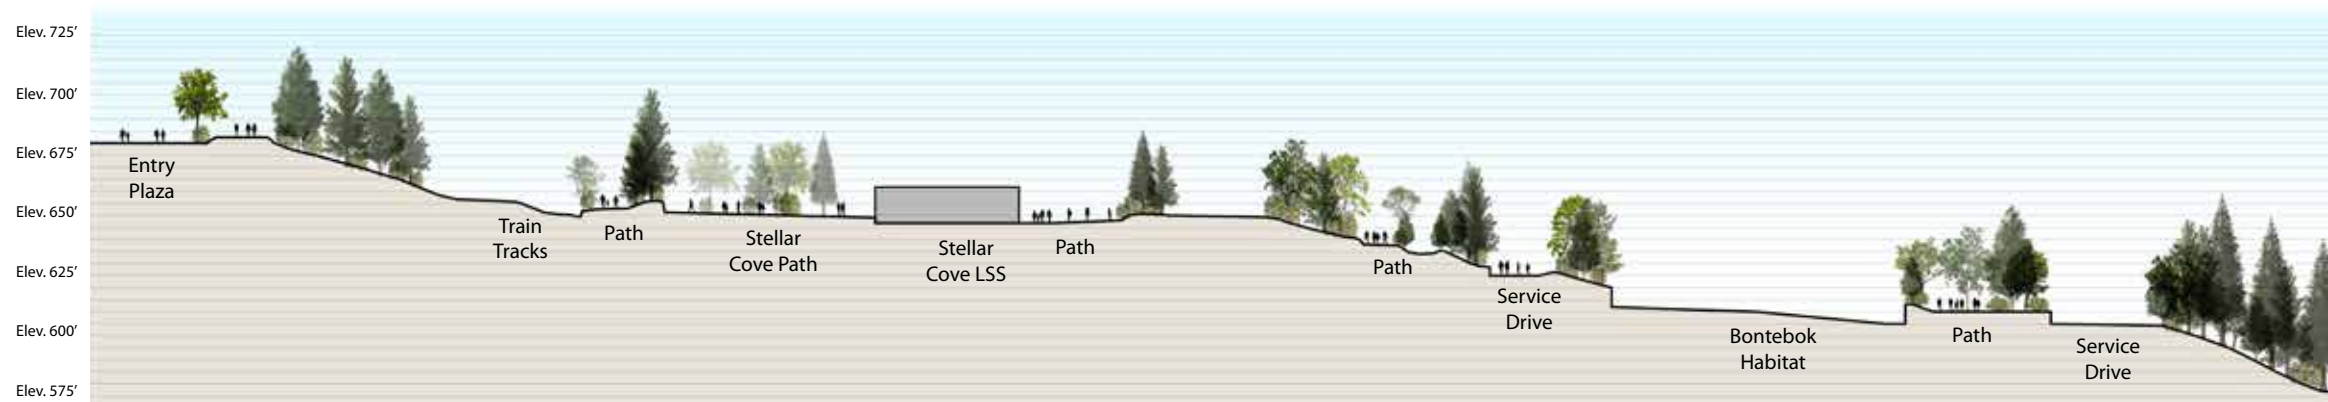 Elev. 725’
Elev. 700’
Elev. 675’
Elev. 650’
Elev. 625’
Elev. 600’
Elev. 575’
Entry
Plaza
Train
Tracks
Path
Stellar
Cove Path
Stellar
Cove LSS
Path
Path
Service
Drive
Bontebok
Habitat
Path
Service
Drive